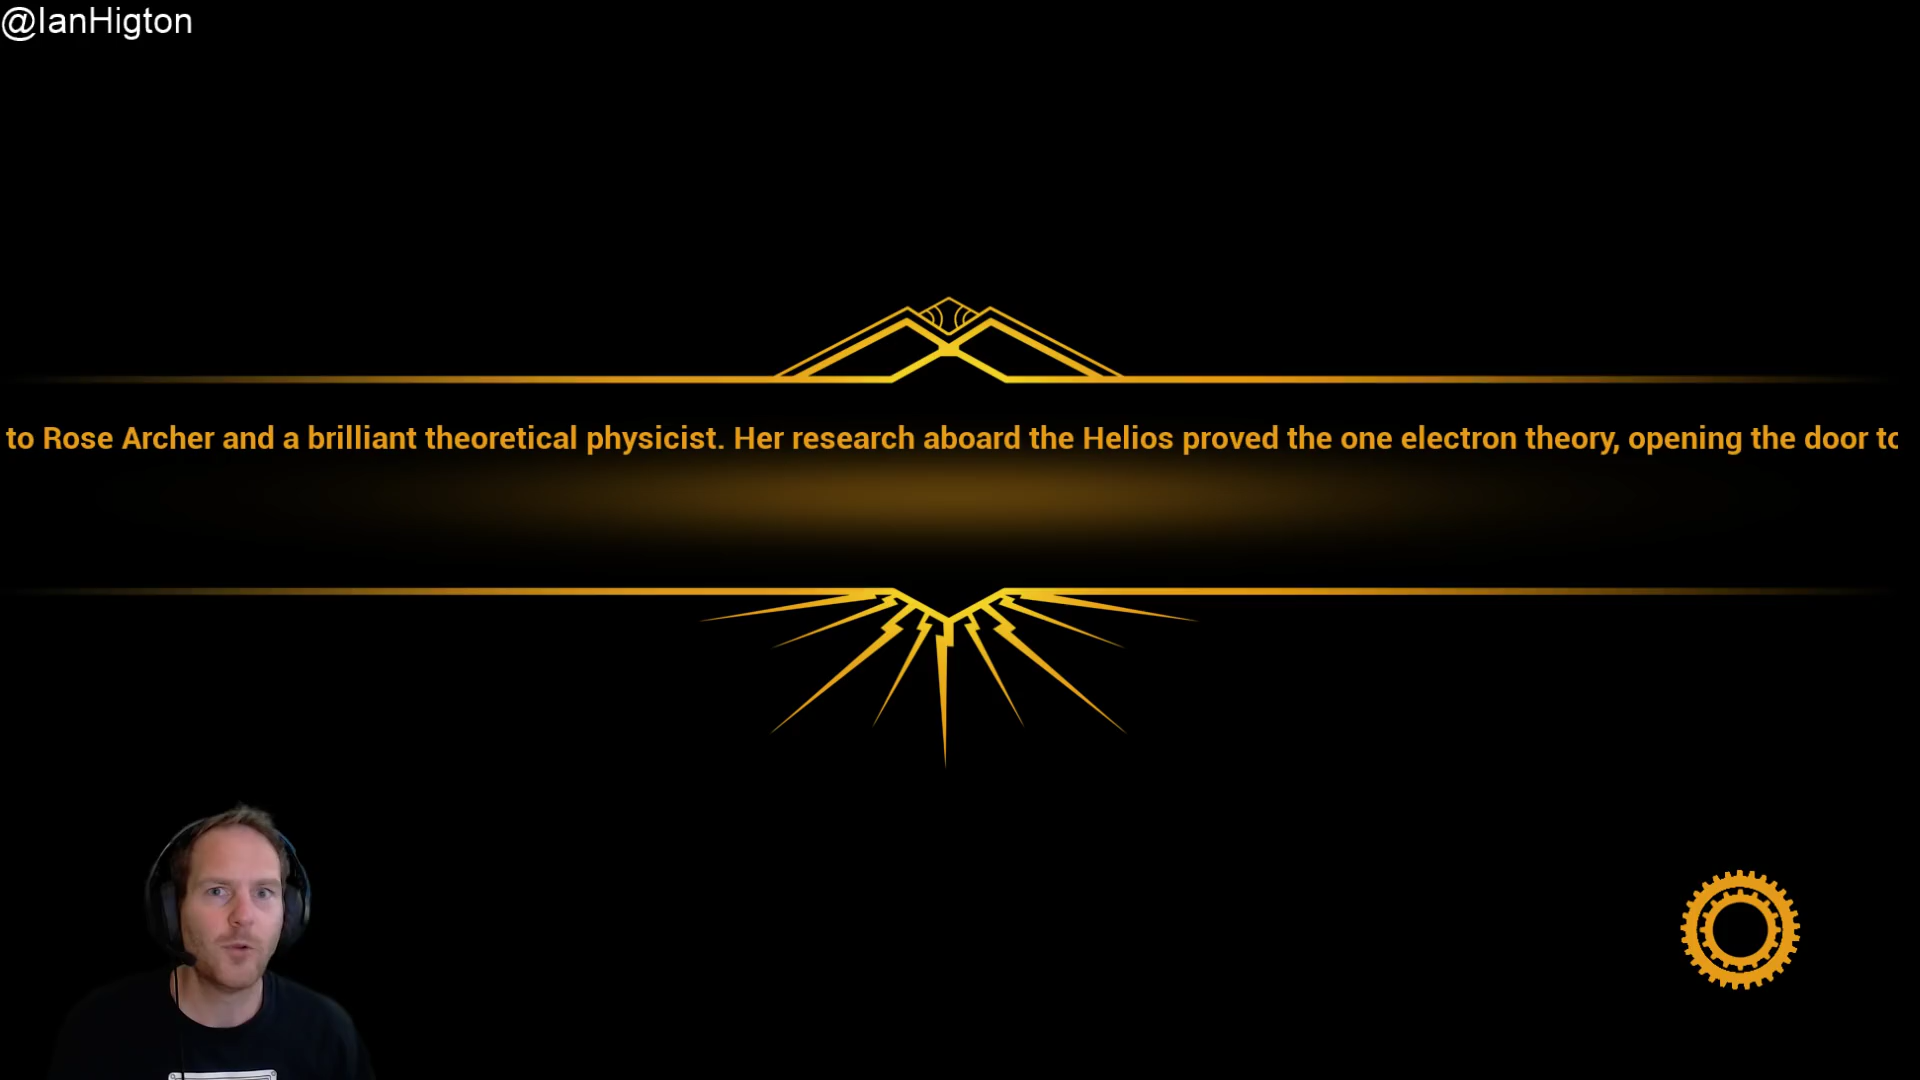 @IanHigton
to Rose Archer and a brilliant theoretical physicist. Her research aboard the Helios proved the one electron theory, opening the door to